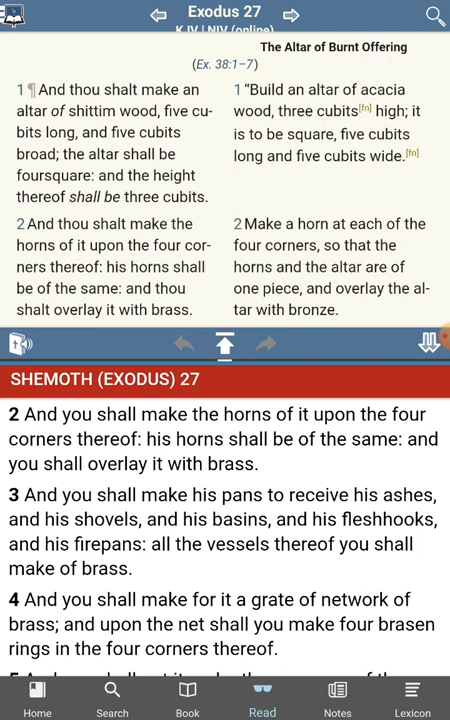 Exodus 27
KJV | NIV (online)
The Altar of Burnt Offering
(Ex. 38:1–7)
1 ¶ And thou shalt make an
altar of shittim wood, five cu-
bits long, and five cubits
broad; the altar shall be
foursquare: and the height
thereof shall be three cubits.
2 And thou shalt make the
horns of it upon the four cor-
ners thereof: his horns shall
be of the same: and thou
shalt overlay it with brass.
1 “Build an altar of acacia
wood, three cubits[fn] high; it
is to be square, five cubits
long and five cubits wide.[fn]
2 Make a horn at each of the
four corners, so that the
horns and the altar are of
one piece, and overlay the al-
tar with bronze.
SHEMOTH (EXODUS) 27
2 And you shall make the horns of it upon the four
corners thereof: his horns shall be of the same: and
you shall overlay it with brass.
3 And you shall make his pans to receive his ashes,
and his shovels, and his basins, and his fleshhooks,
and his firepans: all the vessels thereof you shall
make of brass.
4 And you shall make for it a grate of network of
brass; and upon the net shall you make four brasen
rings in the four corners thereof.
Home
Search
Book
Read
Notes
Lexicon